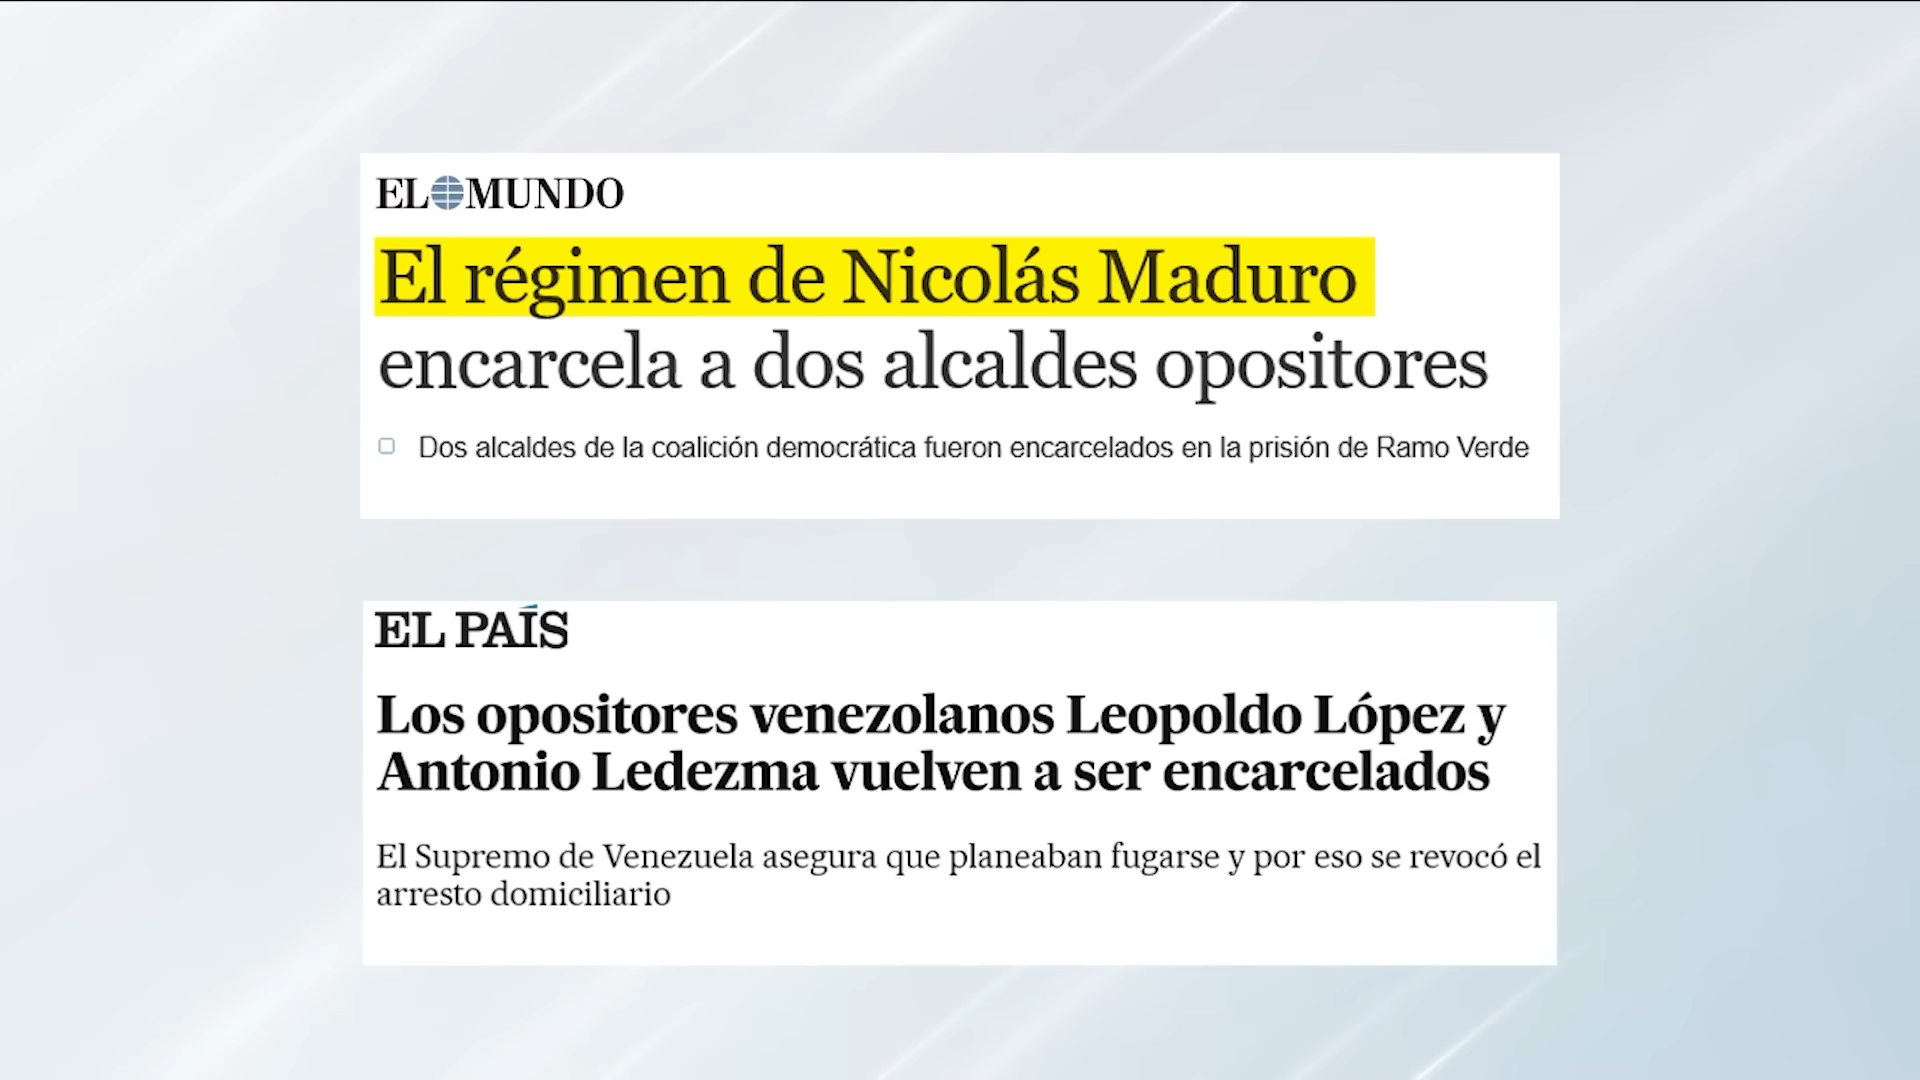 EL MUNDO
El régimen de Nicolás Maduro
encarcela a dos alcaldes opositores
Dos alcaldes de la coalición democrática fueron encarcelados en la prisión de Ramo Verde
EL PAÍS
Los opositores venezolanos Leopoldo López y
Antonio Ledezma vuelven a ser encarcelados
El Supremo de Venezuela asegura que planeaban fugarse y por eso se revocó el
arresto domiciliario